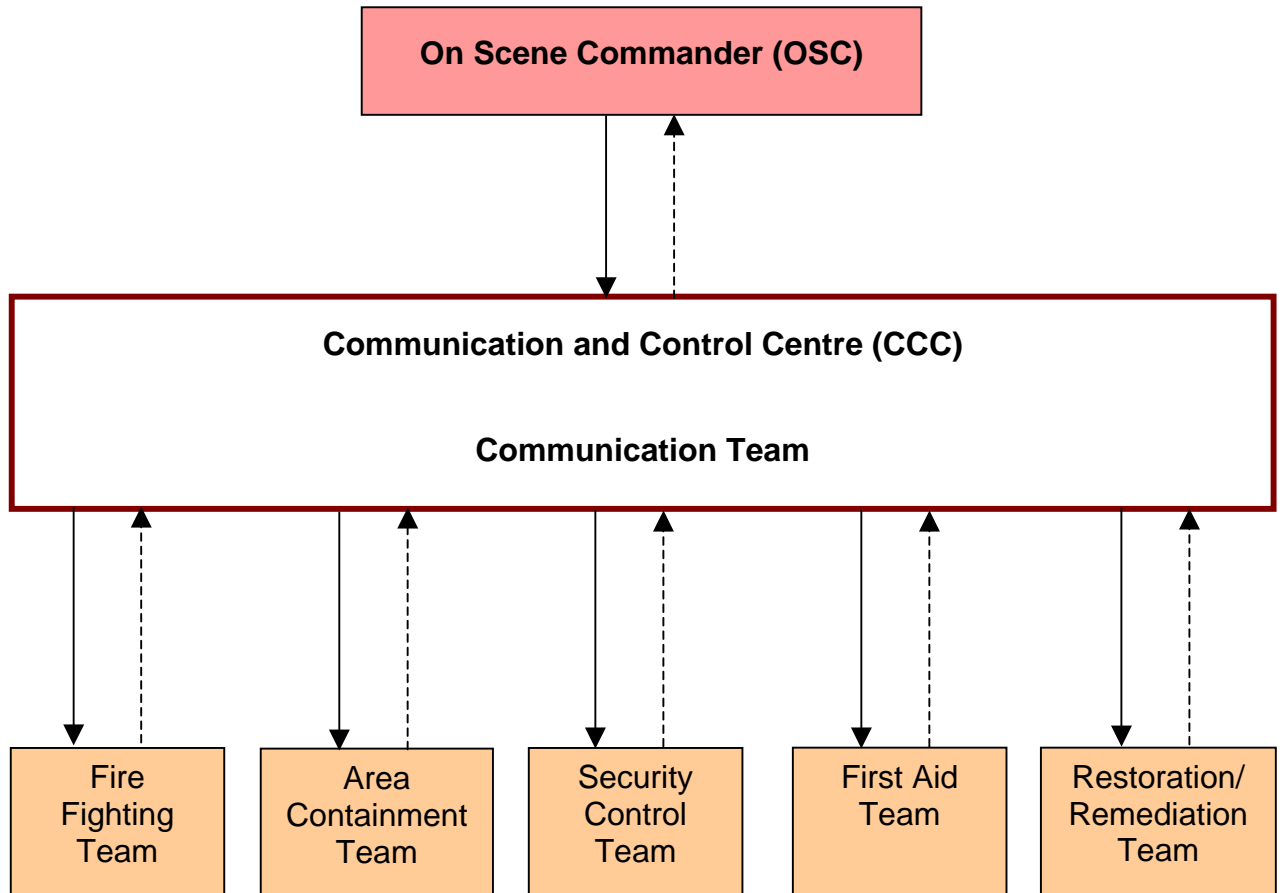 On Scene Commander (OSC)
Communication and Control Centre (CCC)
Communication Team
Fire
Fighting
Team
Area
Containment
Team
Security
Control
Team
First Aid
Team
Restoration/
Remediation
Team